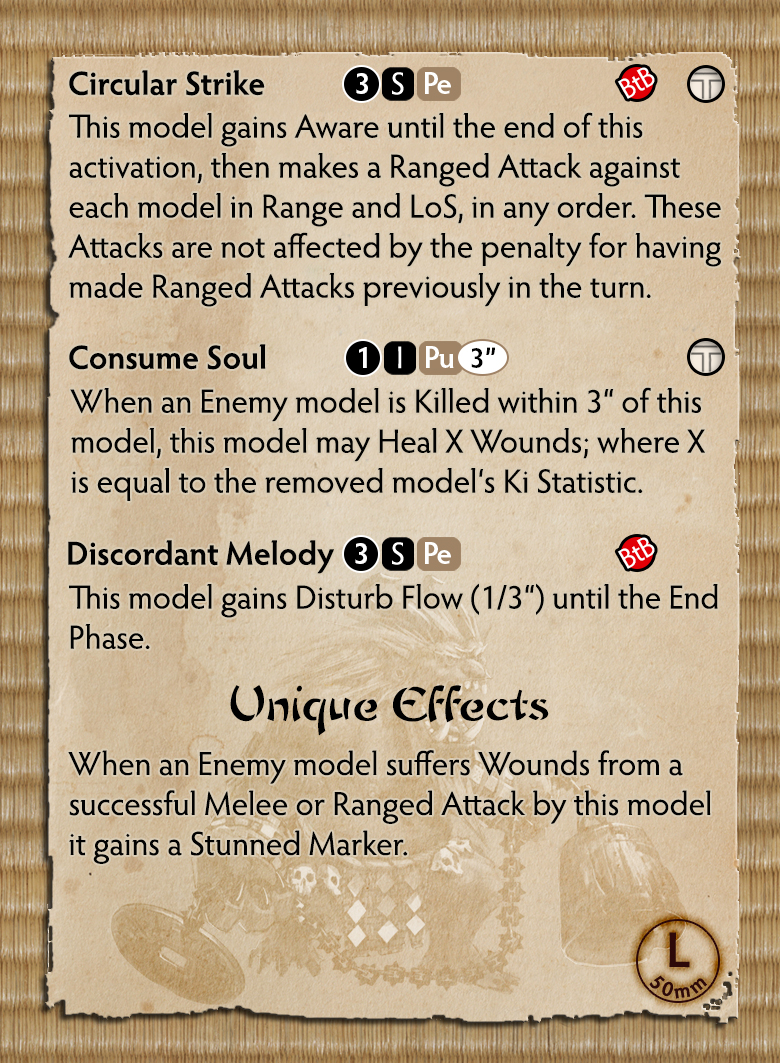 Circular Strike 3 S Pe BtB T
This model gains Aware until the end of this
activation, then makes a Ranged Attack against
each model in Range and LoS, in any order. These
Attacks are not affected by the penalty for having
made Ranged Attacks previously in the turn.
Consume Soul 1 I Pu 3" T
When an Enemy model is Killed within 3" of this
model, this model may Heal X Wounds; where X
is equal to the removed model's Ki Statistic.
Discordant Melody 3 S Pe BtB
This model gains Disturb Flow (1/3") until the End
Phase.
Unique Effects
When an Enemy model suffers Wounds from a
successful Melee or Ranged Attack by this model
it gains a Stunned Marker.
L
50mm